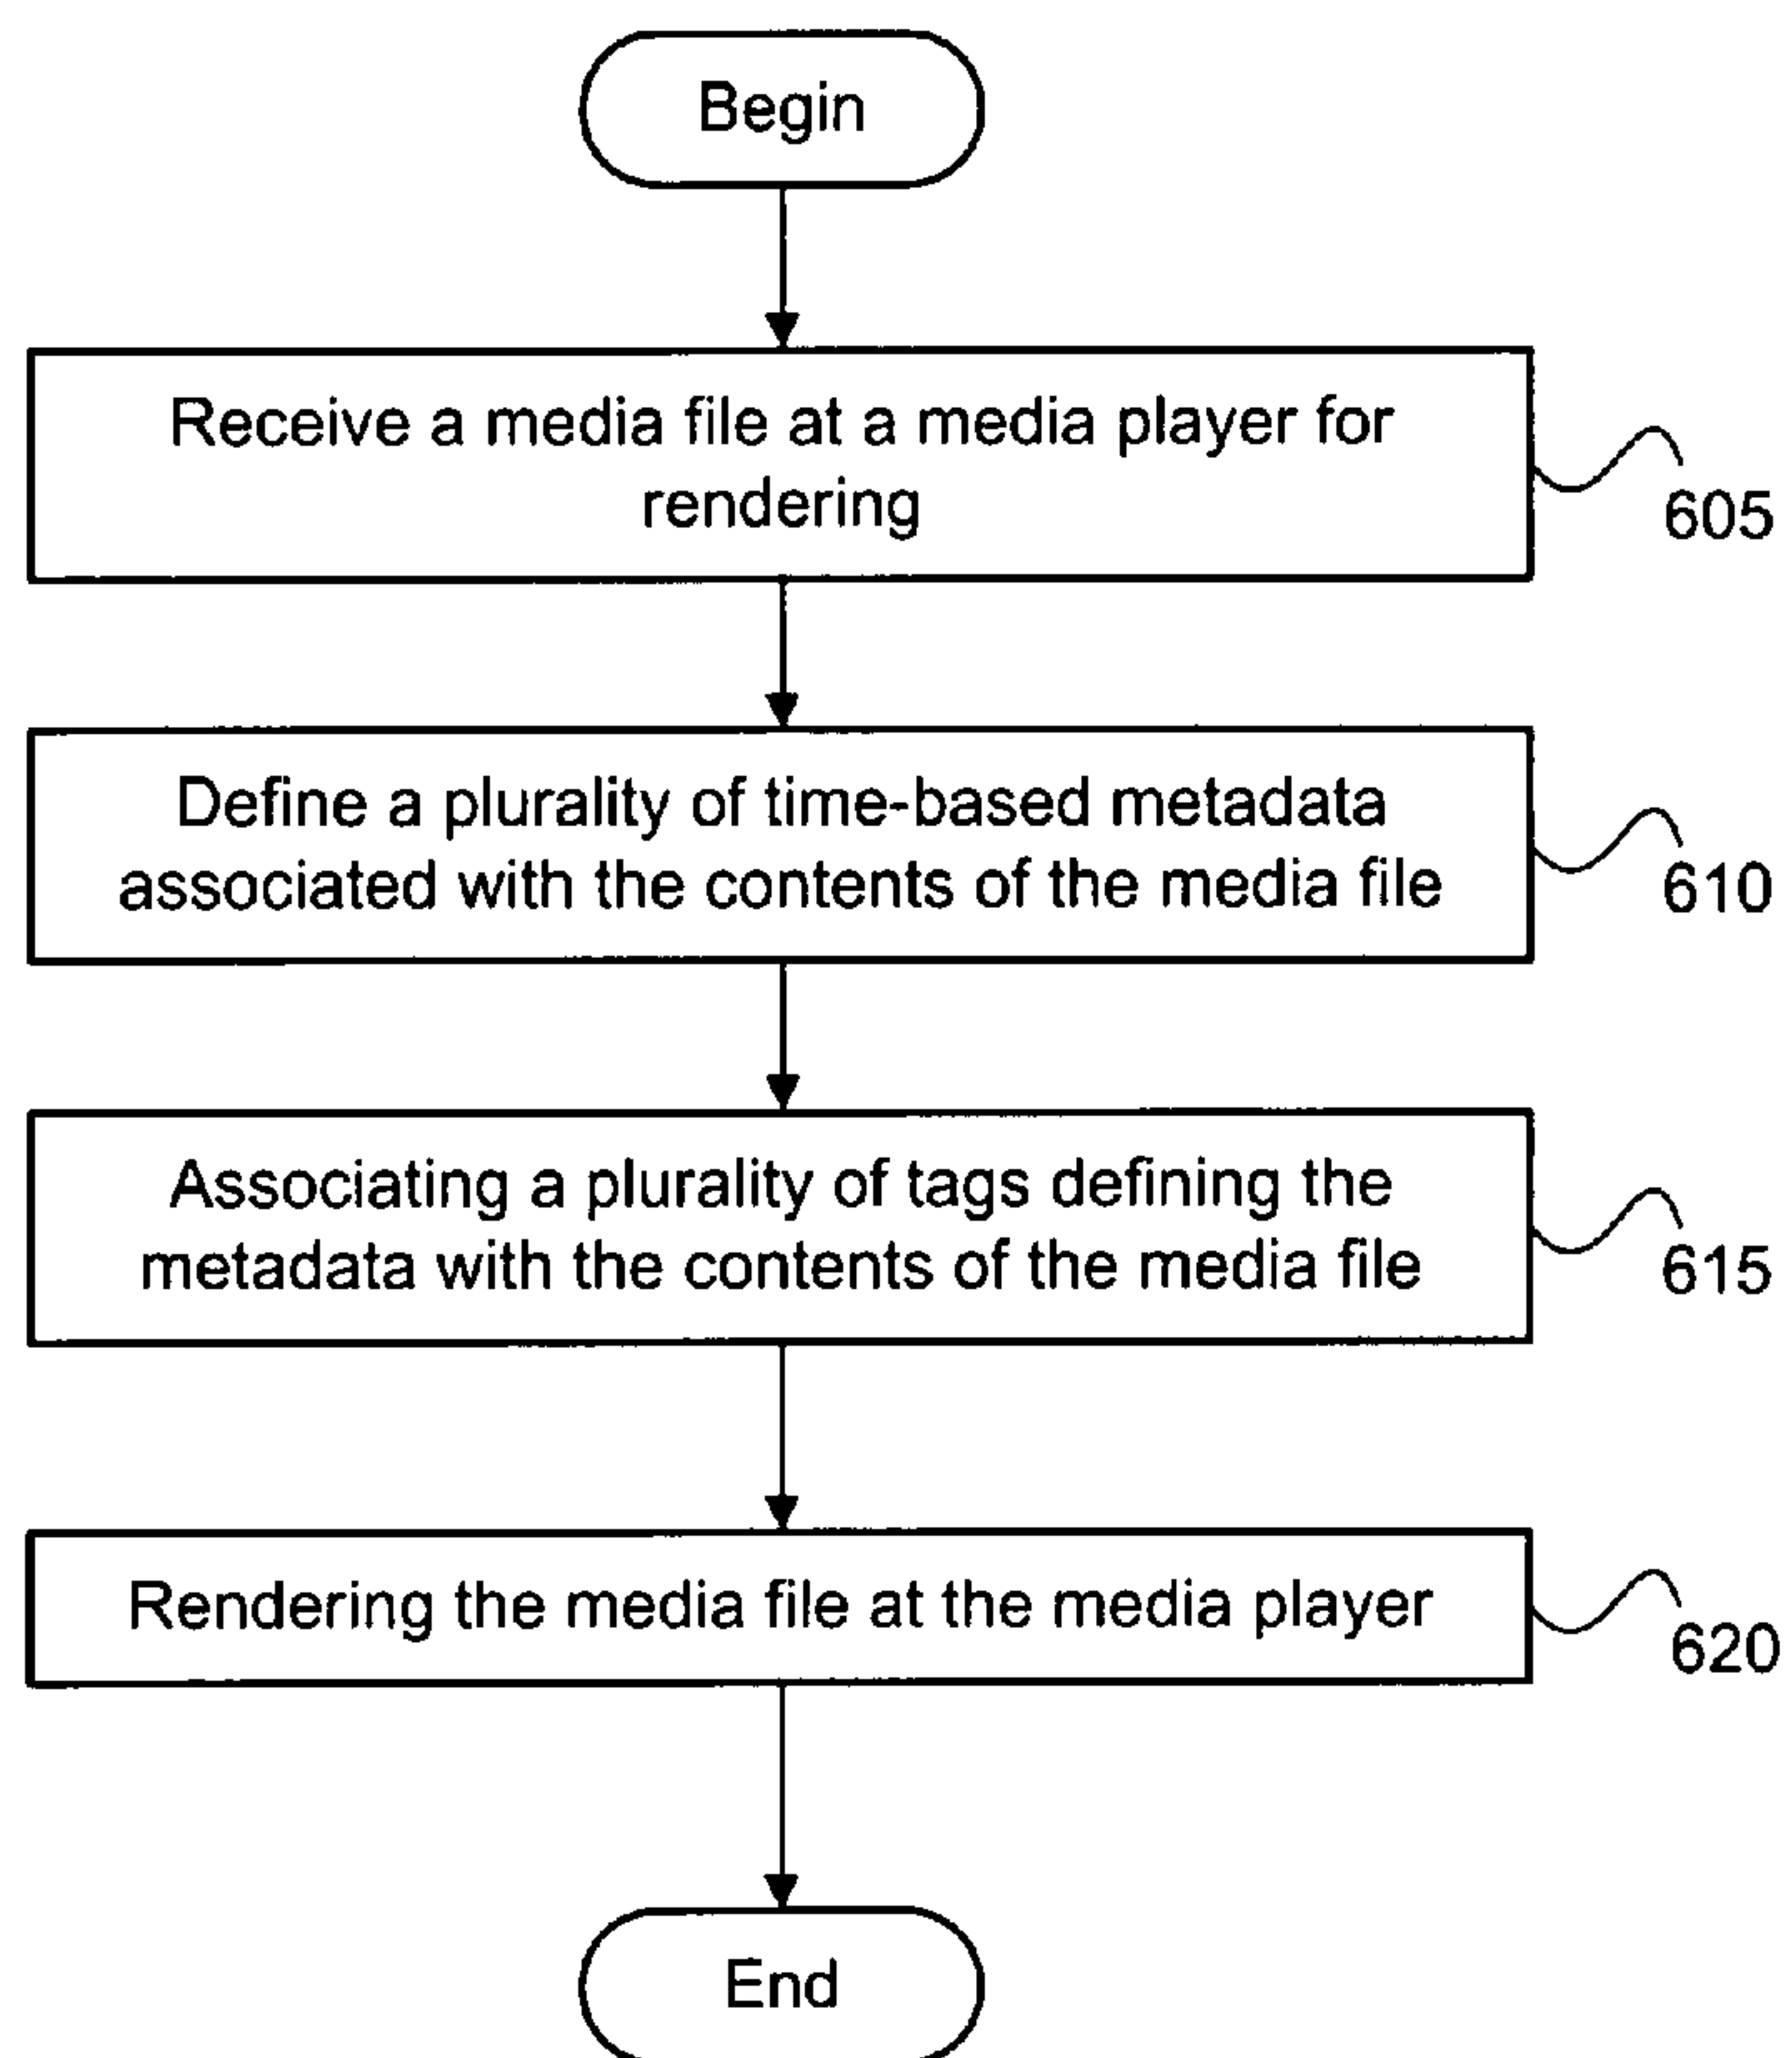 Begin
Receive a media file at a media player for
rendering
605
Define a plurality of time-based metadata
associated with the contents of the media file
610
Associating a plurality of tags defining the
metadata with the contents of the media file
615
Rendering the media file at the media player
620
End